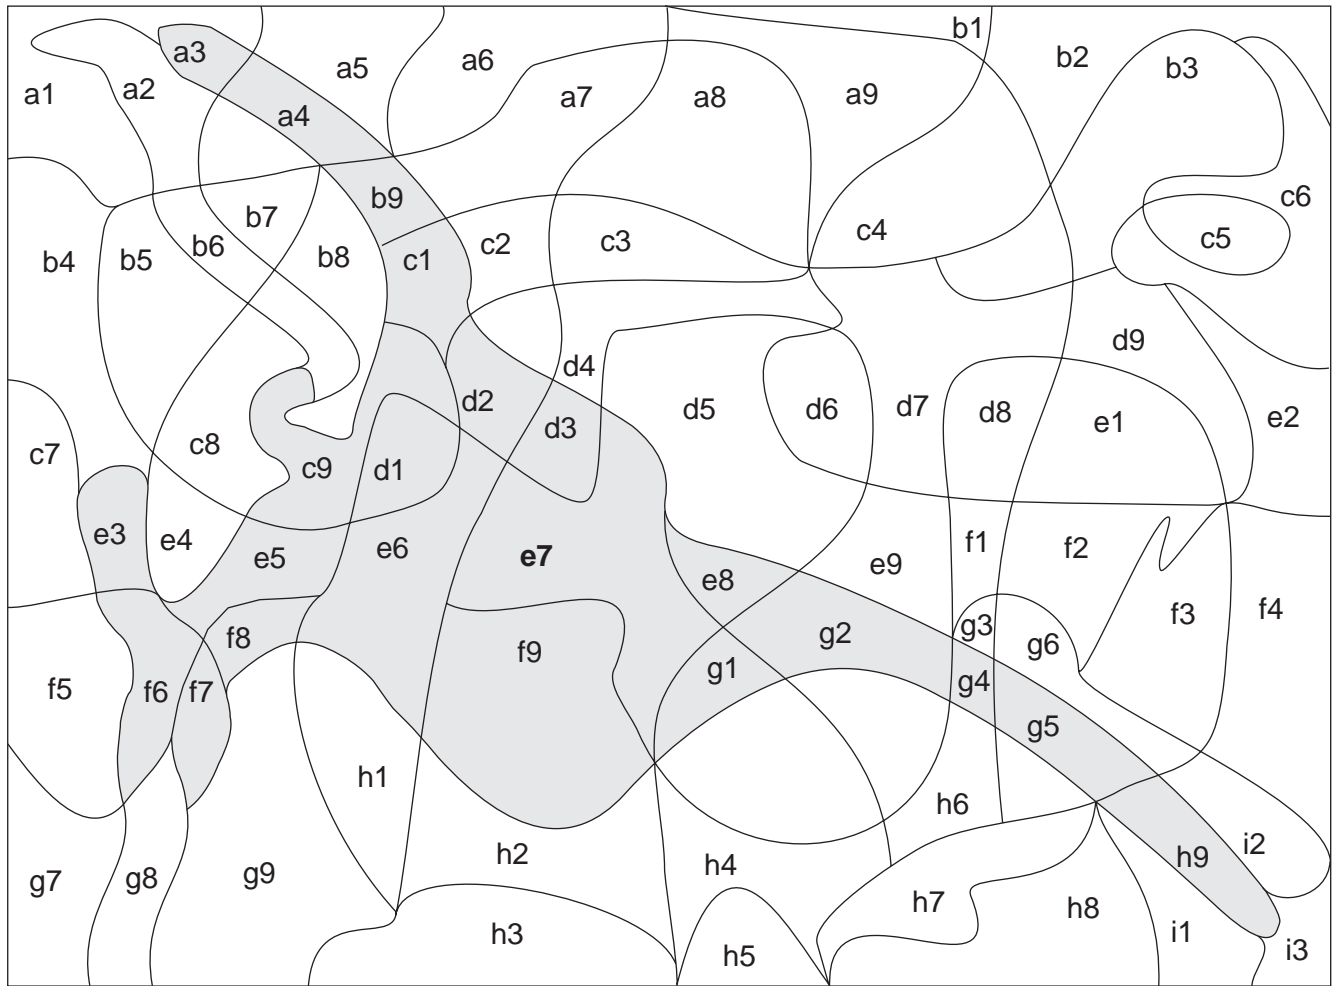 b1
a3 a5 a6 b2 b3
a1 a2 a4 a7 a8 a9
b9 c6
b4 b5 b6 b7 b8 c1 c2 c3 c4 c5
d4 d9
c7 c8 c9 d1 d2 d3 d5 d6 d7 d8 e1 e2
e3 e4 e5 e6 e7 e8 e9 f1 f2
f3 f4
f5 f6 f7 f8 f9 g1 g2 g3 g4 g6
g5
h1 h6
g7 g8 g9 h2 h4 h9 i2
h3 h5 h7 h8 i1 i3